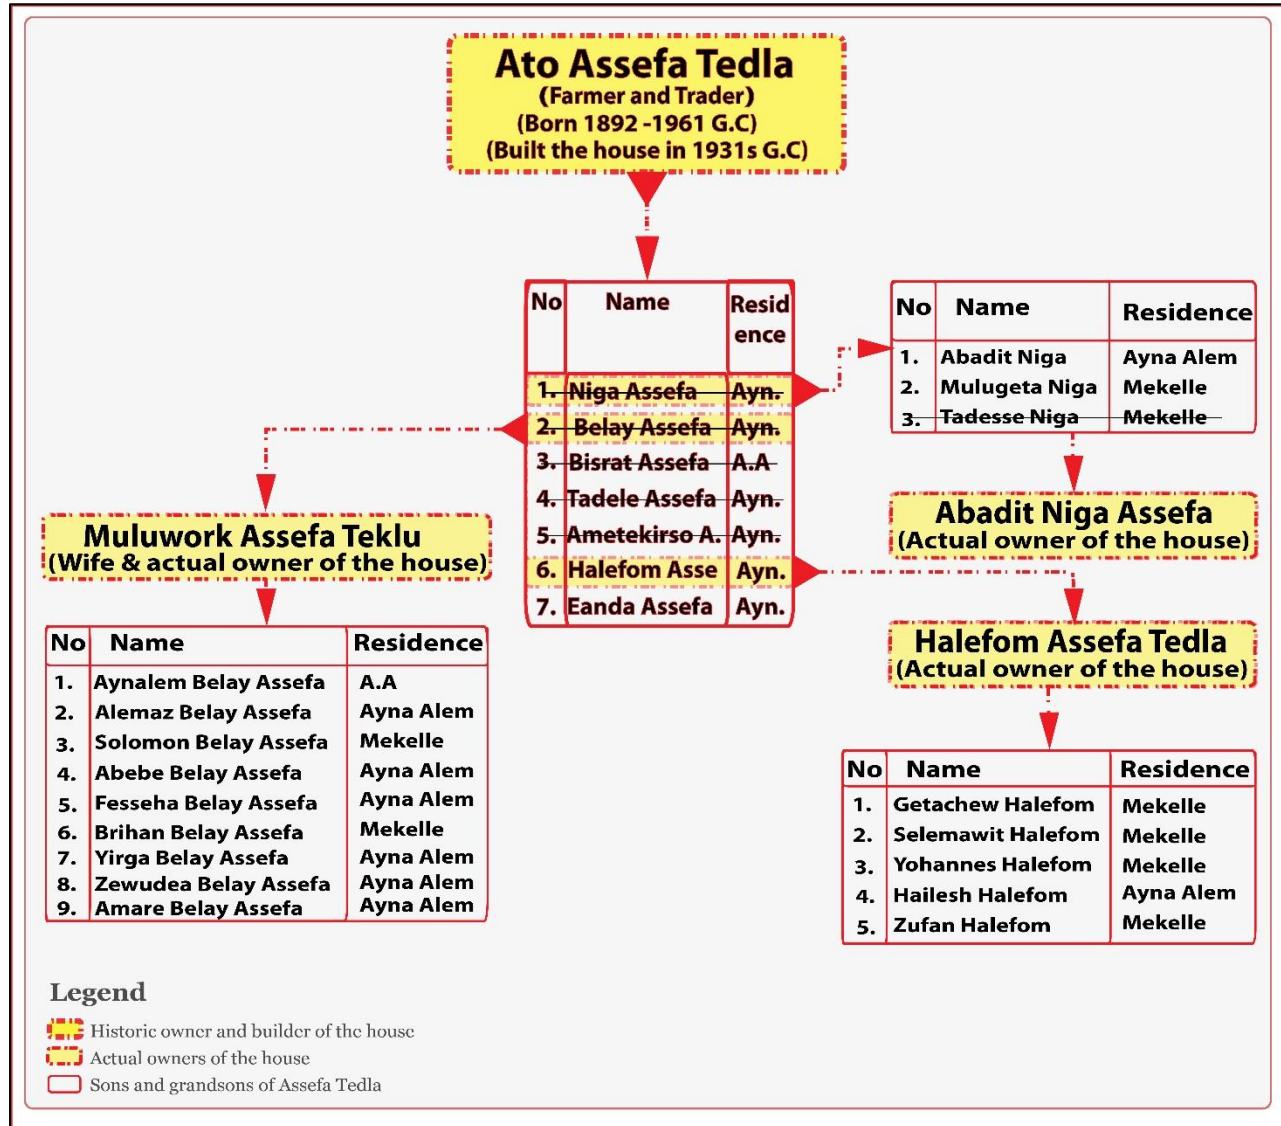 Ato Assefa Tedla
(Farmer and Trader)
(Born 1892 -1961 G.C)
(Built the house in 1931s G.C)
No Name Resid
ence
1. Niga Assefa Ayn.
2. Belay Assefa Ayn.
3. Bisrat Assefa A.A
4. Tadele Assefa Ayn.
5. Ametekirso A. Ayn.
6. Halefom Asse Ayn.
7. Eanda Assefa Ayn.
No Name Residence
1. Abadit Niga Ayna Alem
2. Mulugeta Niga Mekelle
3. Tadesse Niga Mekelle
Abadit Niga Assefa
(Actual owner of the house)
Muluwork Assefa Teklu
(Wife & actual owner of the house)
No Name Residence
1. Aynalem Belay Assefa A.A
2. Alemaz Belay Assefa Ayna Alem
3. Solomon Belay Assefa Mekelle
4. Abebe Belay Assefa Ayna Alem
5. Fesseha Belay Assefa Ayna Alem
6. Brihan Belay Assefa Mekelle
7. Yirga Belay Assefa Ayna Alem
8. Zewudea Belay Assefa Ayna Alem
9. Amare Belay Assefa Ayna Alem
Halefom Assefa Tedla
(Actual owner of the house)
No Name Residence
1. Getachew Halefom Mekelle
2. Selemawit Halefom Mekelle
3. Yohannes Halefom Mekelle
4. Hailesh Halefom Ayna Alem
5. Zufan Halefom Mekelle
Legend
Historic owner and builder of the house
Actual owners of the house
Sons and grandsons of Assefa Tedla